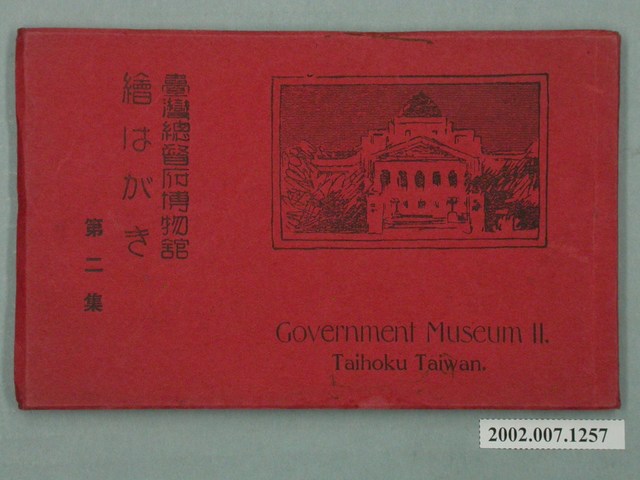 臺灣總督府博物館
繪はがき
第二集
Government Museum II.
Taihoku Taiwan.
2002.007.1257